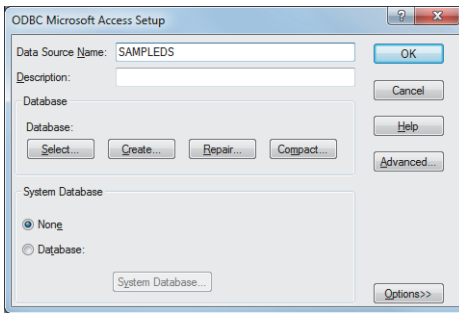 ODBC Microsoft Access Setup
Data Source Name: SAMPLEDS
OK
Description:
Cancel
Database
Database:
Help
Select... Create... Repair... Compact...
Advanced...
System Database
None
Database:
System Database...
Options>>